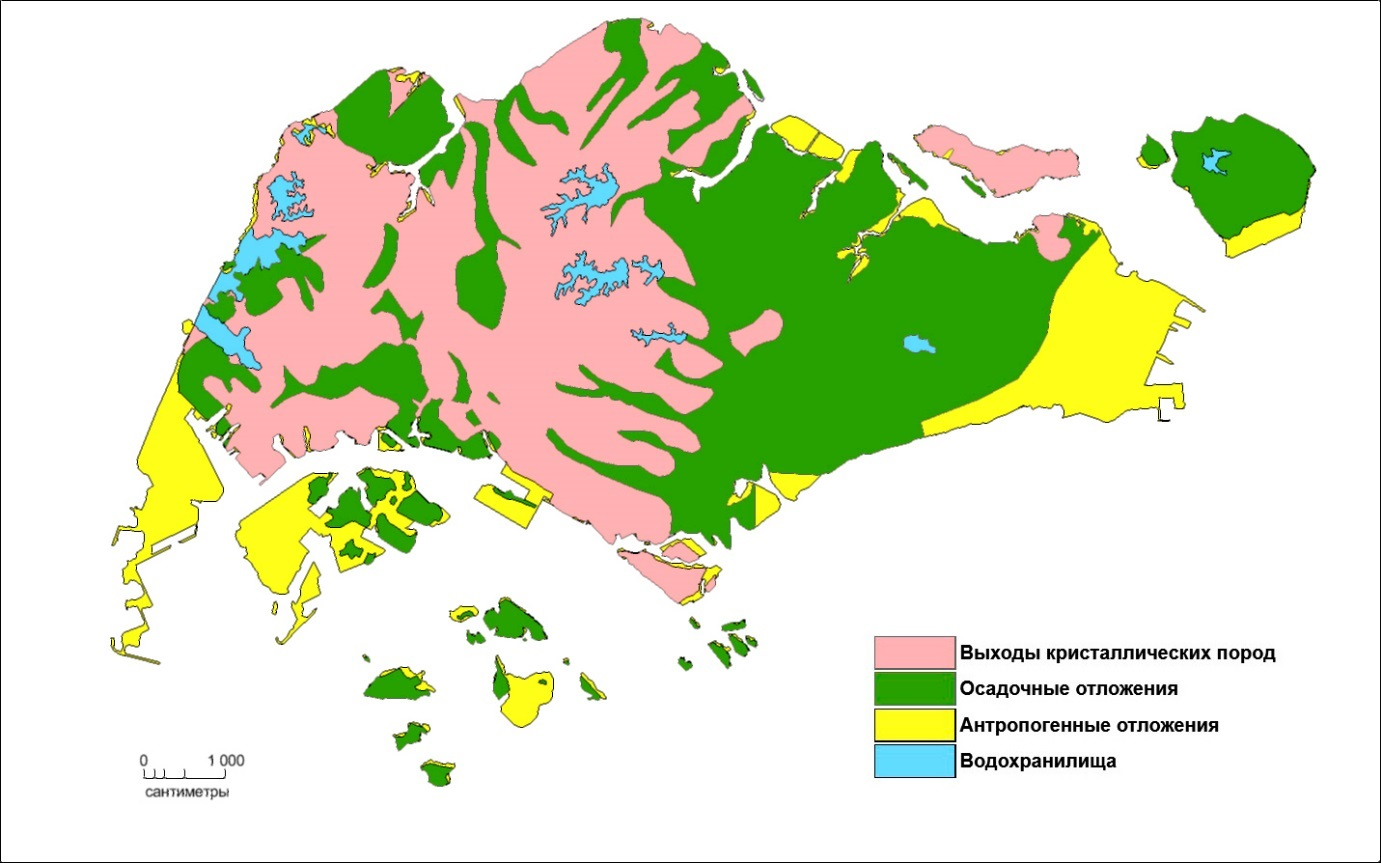 Выходы кристаллических пород
Осадочные отложения
Антропогенные отложения
Водохранилища
0 1 000
сантиметры